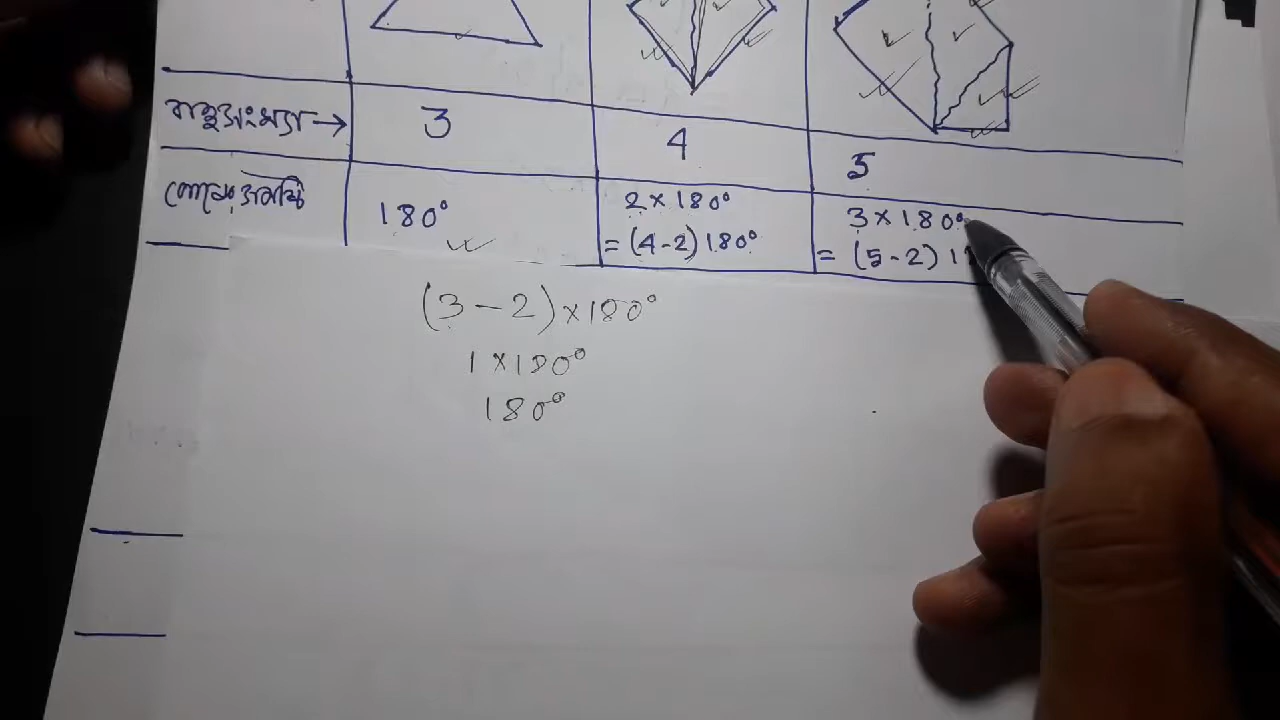 বাহুসংখ্যা → 3 4 5
কোণের সমষ্টি 180° 2 × 180° 3 × 180°
= (4-2) 180° = (5-2) 1
(3 - 2) × 180°
1 × 180°
180°